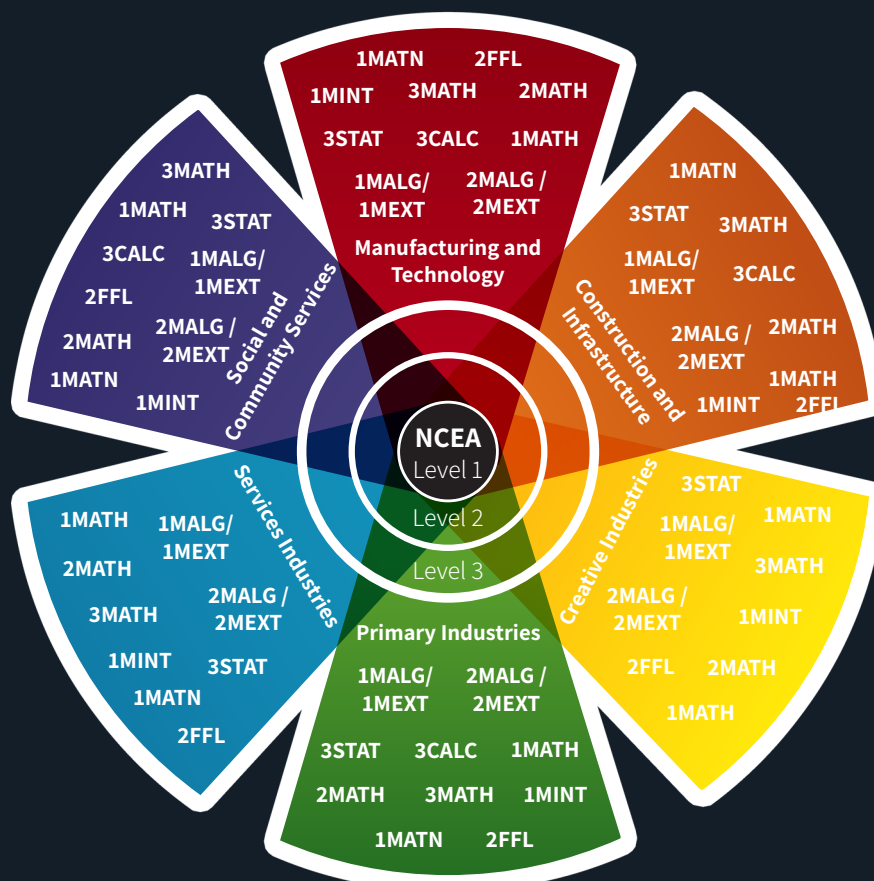 1MATN 2FFL
1MINT 3MATH 2MATH
3STAT 3CALC 1MATH
1MALG/ 2MALG /
1MEXT 2MEXT
Manufacturing and
Technology
1MATN
3STAT 3MATH
1MALG/
1MEXT 3CALC
2MALG / 2MATH
2MEXT
1MATH
1MINT 2FFL
Construction and
Infrastructure
3STAT
1MALG/ 1MATN
1MEXT
3MATH
2MALG /
2MEXT 1MINT
2FFL 2MATH
1MATH
Creative Industries
Primary Industries
1MALG/ 2MALG /
1MEXT 2MEXT
3STAT 3CALC 1MATH
2MATH 3MATH 1MINT
1MATN 2FFL
Services Industries
1MATH 1MALG/
1MEXT
2MATH
2MALG /
3MATH 2MEXT
1MINT 3STAT
1MATN
2FFL
3MATH
1MATH 3STAT
3CALC 1MALG/
1MEXT
2FFL
2MATH 2MALG /
2MEXT
1MATN
1MINT
Social and
Community Services
NCEA
Level 1
Level 2
Level 3